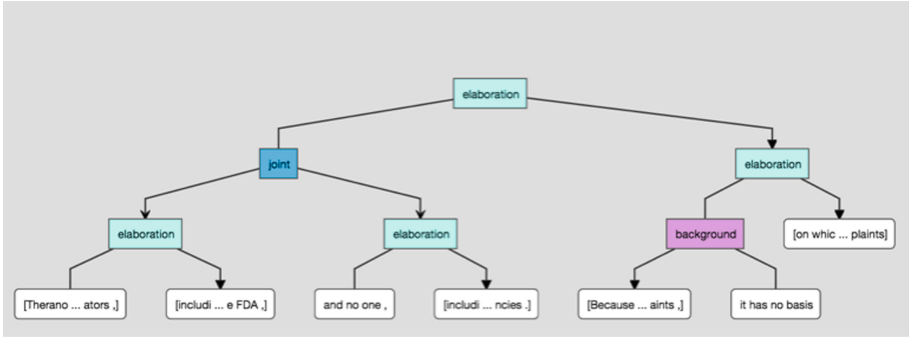 elaboration
joint
elaboration
elaboration
elaboration
background
[on whic ... plaints]
[Therano ... ators ,]
[includi ... e FDA ,]
and no one ,
[includi ... ncies .]
[Because ... aints ,]
it has no basis